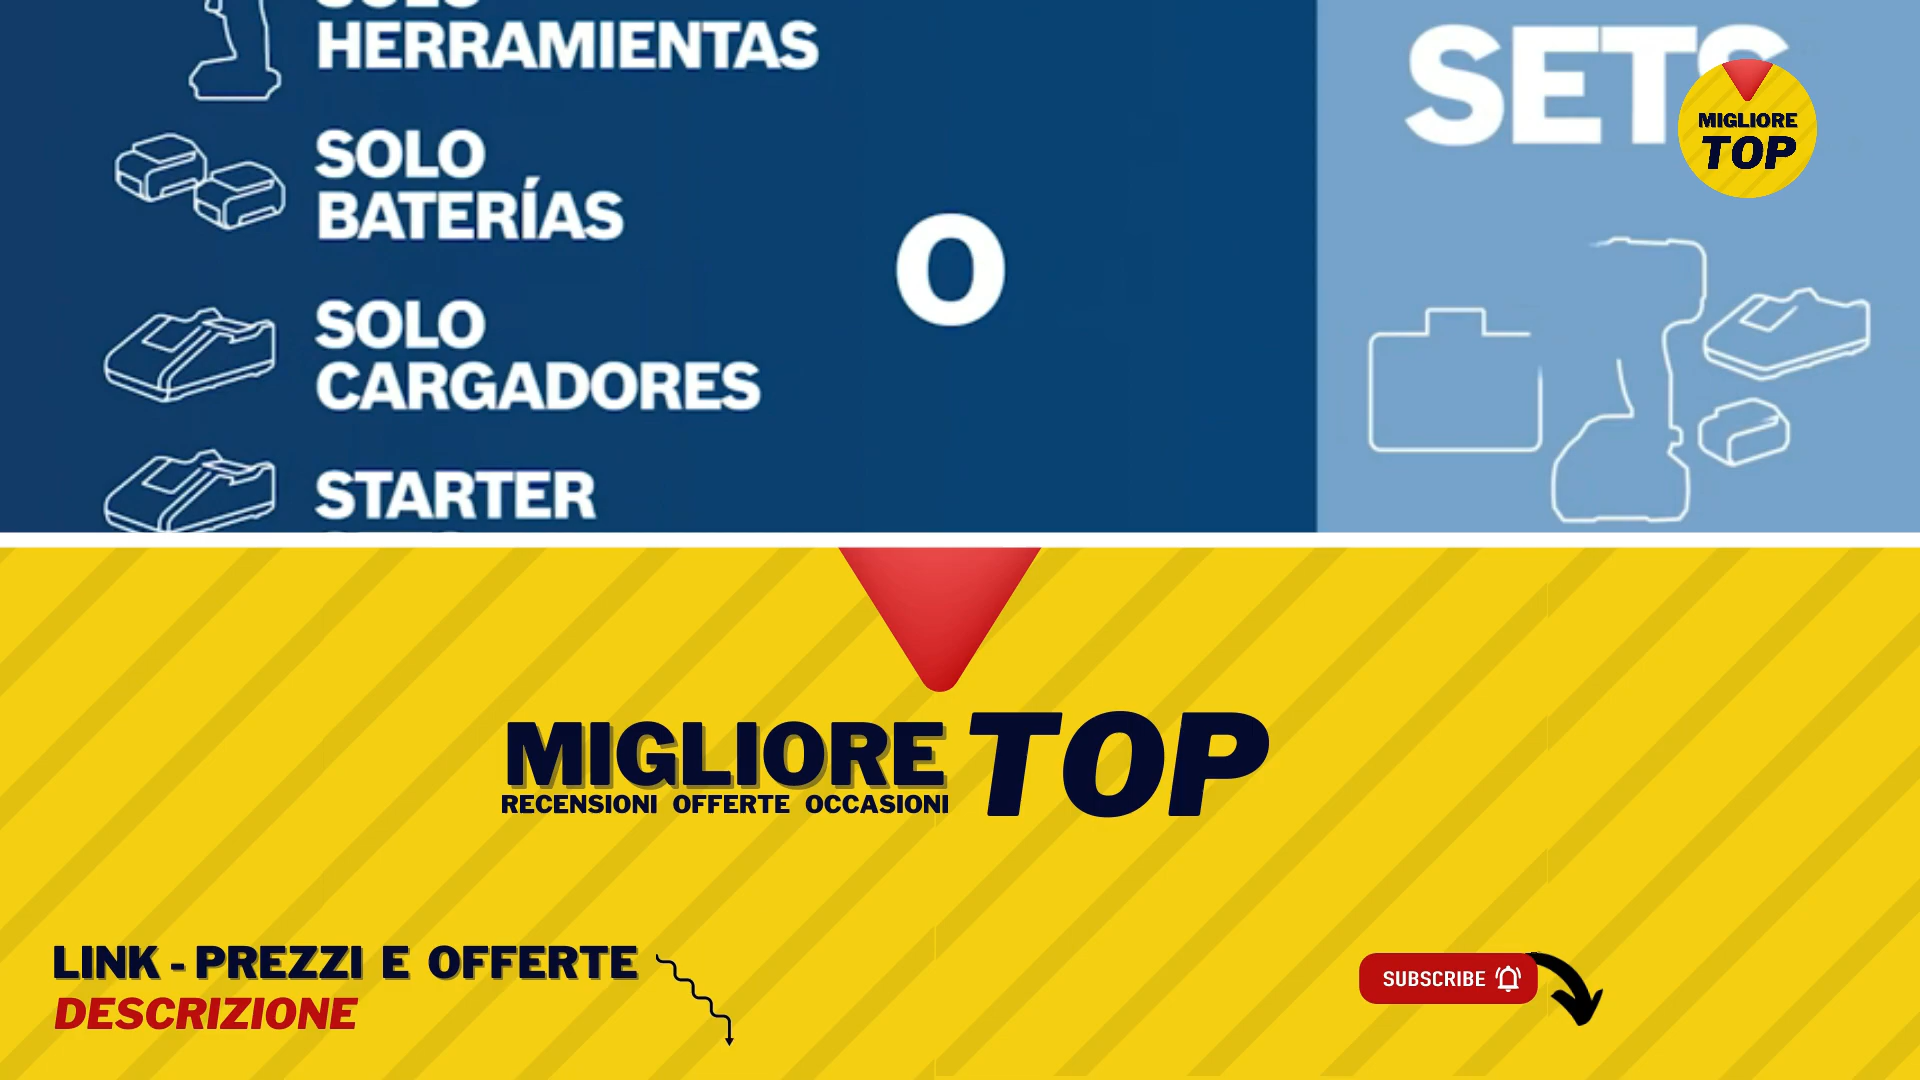 SOLO
HERRAMIENTAS
SOLO
BATERÍAS
SOLO
CARGADORES
STARTER
O
SETS
MIGLIORE
TOP
MIGLIORE TOP
RECENSIONI OFFERTE OCCASIONI
LINK - PREZZI E OFFERTE
DESCRIZIONE
SUBSCRIBE